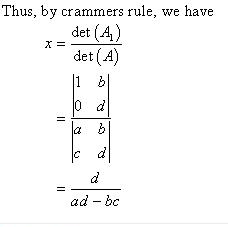 Thus, by crammers rule, we have
x = det (A₁) / det (A)
= |1 b| / |a b|
|0 d| / |c d|
= d / ad − bc